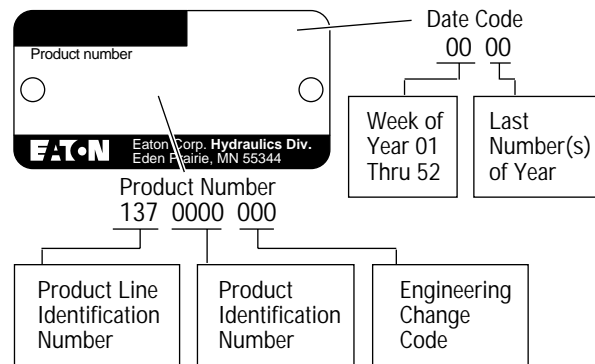 Date Code
00 00
Product number
Week of
Year 01
Thru 52
Last
Number(s)
of Year
EATON
Eaton Corp. Hydraulics Div.
Eden Prairie, MN 55344
Product Number
137 0000 000
Product Line
Identification
Number
Product
Identification
Number
Engineering
Change
Code